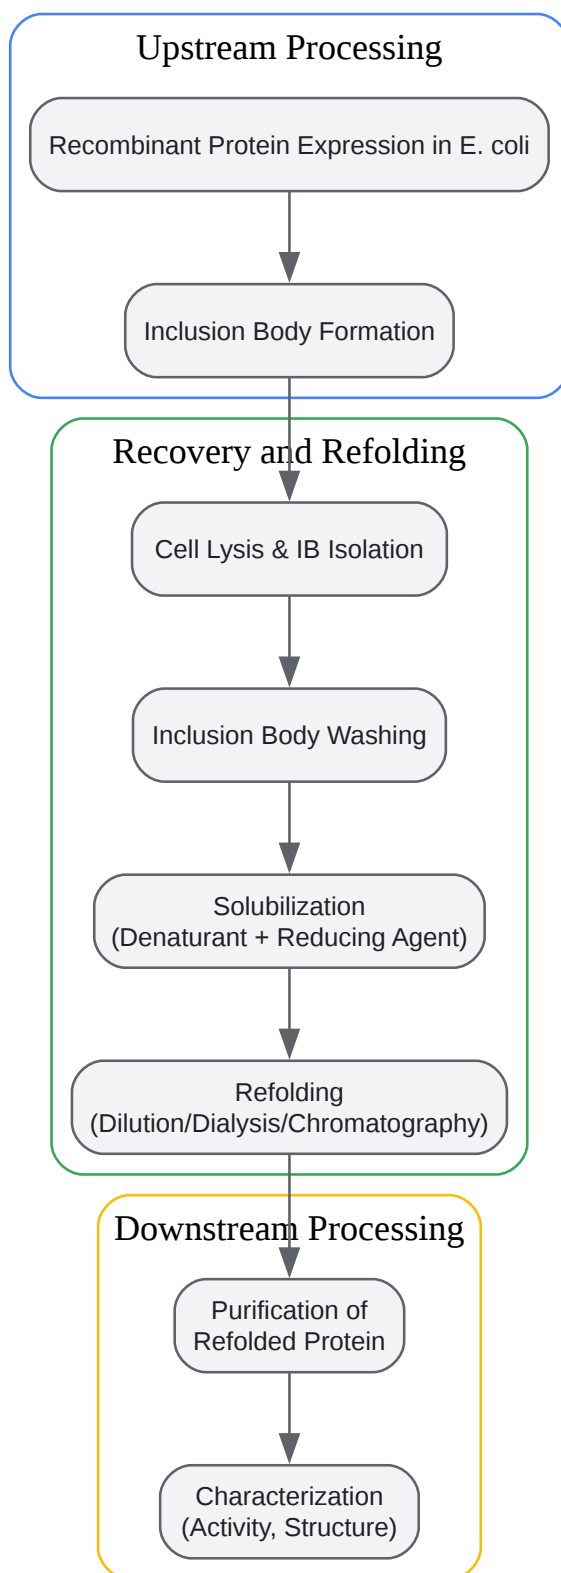 Upstream Processing
Recombinant Protein Expression in E. coli
Inclusion Body Formation
Recovery and Refolding
Cell Lysis & IB Isolation
Inclusion Body Washing
Solubilization
(Denaturant + Reducing Agent)
Refolding
(Dilution/Dialysis/Chromatography)
Downstream Processing
Purification of
Refolded Protein
Characterization
(Activity, Structure)